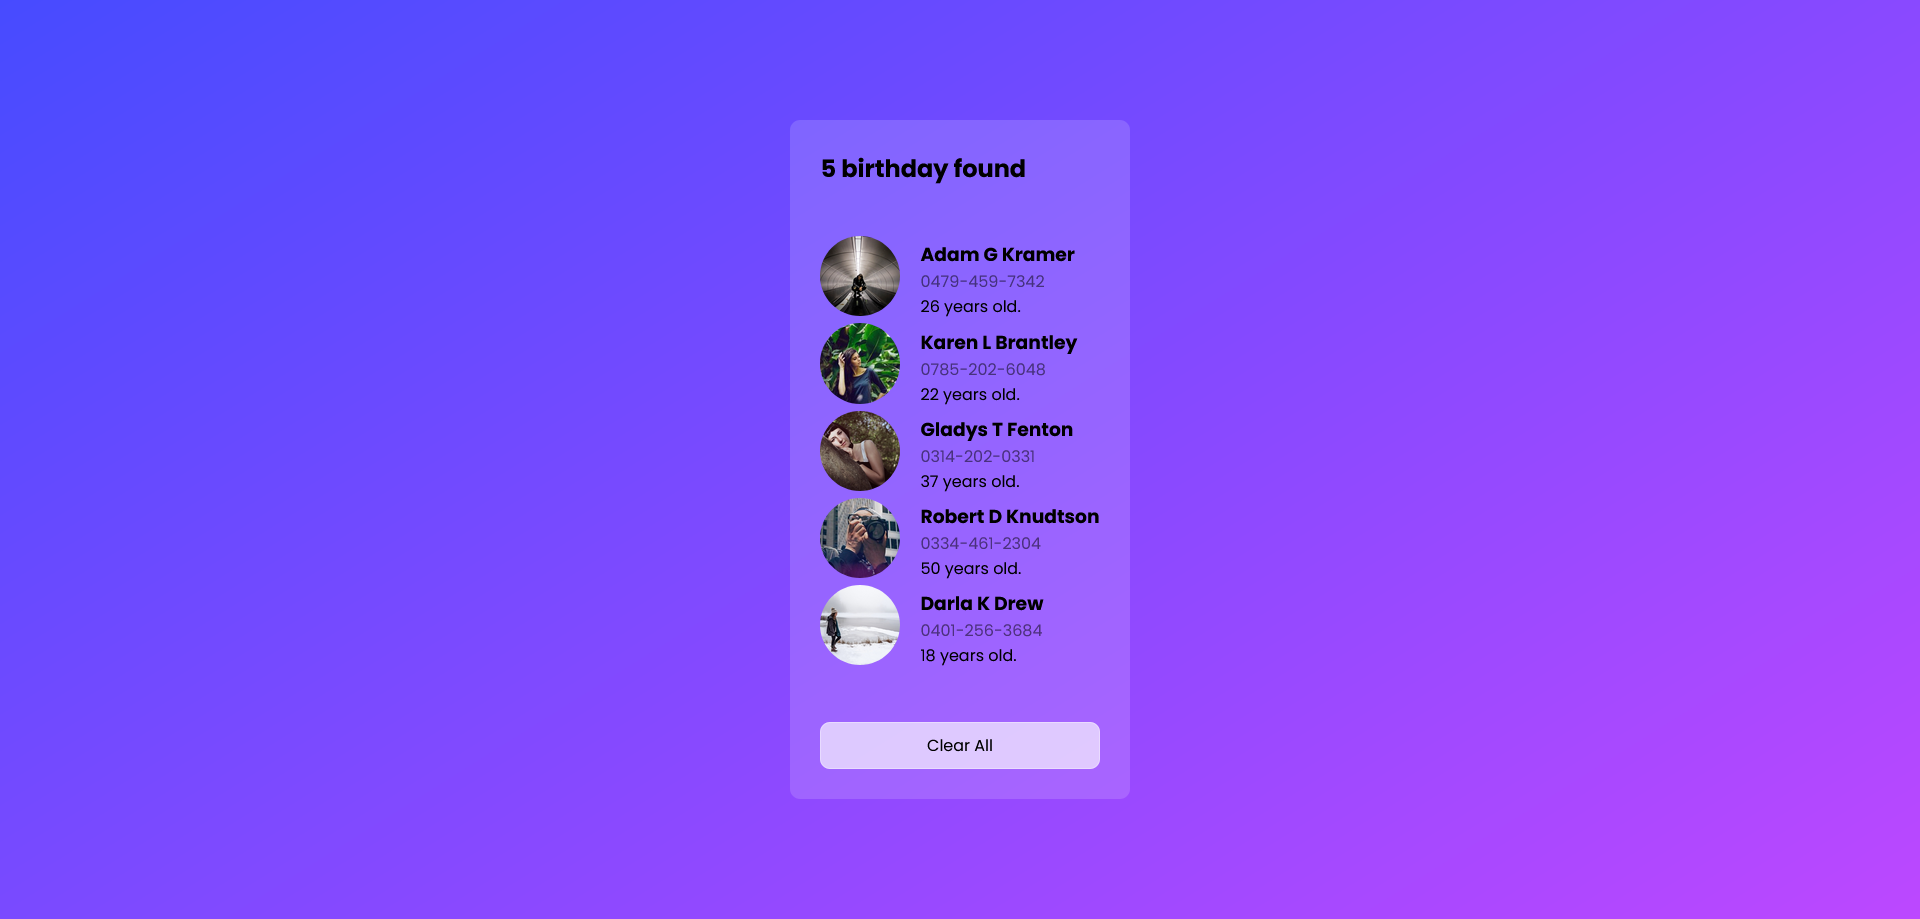 5 birthday found
Adam G Kramer
0479-459-7342
26 years old.
Karen L Brantley
0785-202-6048
22 years old.
Gladys T Fenton
0314-202-0331
37 years old.
Robert D Knudtson
0334-461-2304
50 years old.
Darla K Drew
0401-256-3684
18 years old.
Clear All